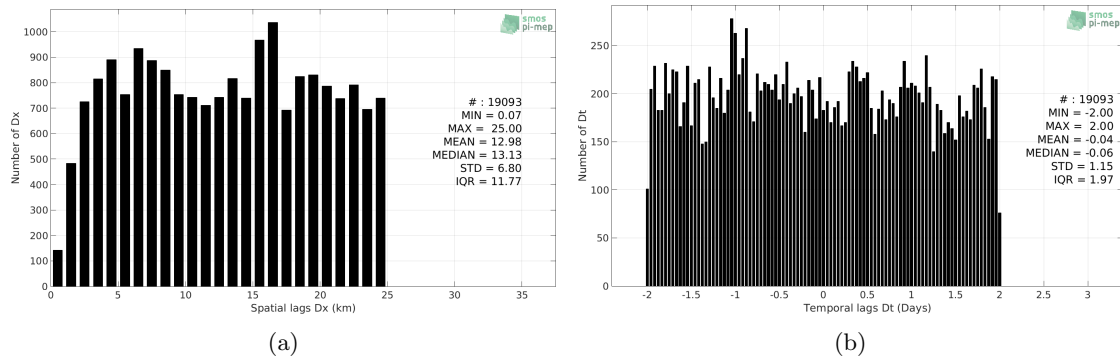 smos
pi-mep
1000
900
800
700
600
500
400
300
200
100
0
Number of Dx
# : 19093
MIN = 0.07
MAX = 25.00
MEAN = 12.98
MEDIAN = 13.13
STD = 6.80
IQR = 11.77
0 5 10 15 20 25 30 35
Spatial lags Dx (km)
(a)
smos
pi-mep
250
200
150
100
50
0
Number of Dt
# : 19093
MIN = -2.00
MAX = 2.00
MEAN = -0.04
MEDIAN = -0.06
STD = 1.15
IQR = 1.97
-2 -1.5 -1 -0.5 0 0.5 1 1.5 2 2.5 3
Temporal lags Dt (Days)
(b)